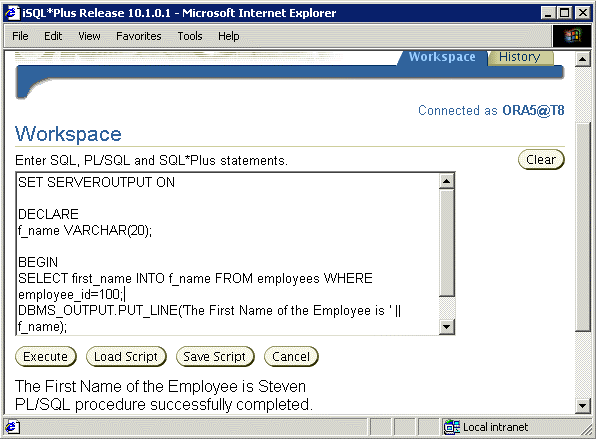 iSQL*Plus Release 10.1.0.1 - Microsoft Internet Explorer
File Edit View Favorites Tools Help
Workspace History
Connected as ORA5@T8
Workspace
Enter SQL, PL/SQL and SQL*Plus statements. Clear
SET SERVEROUTPUT ON
DECLARE
f_name VARCHAR(20);
BEGIN
SELECT first_name INTO f_name FROM employees WHERE
employee_id=100;
DBMS_OUTPUT.PUT_LINE('The First Name of the Employee is ' ||
f_name);
Execute Load Script Save Script Cancel
The First Name of the Employee is Steven
PL/SQL procedure successfully completed.
Local intranet